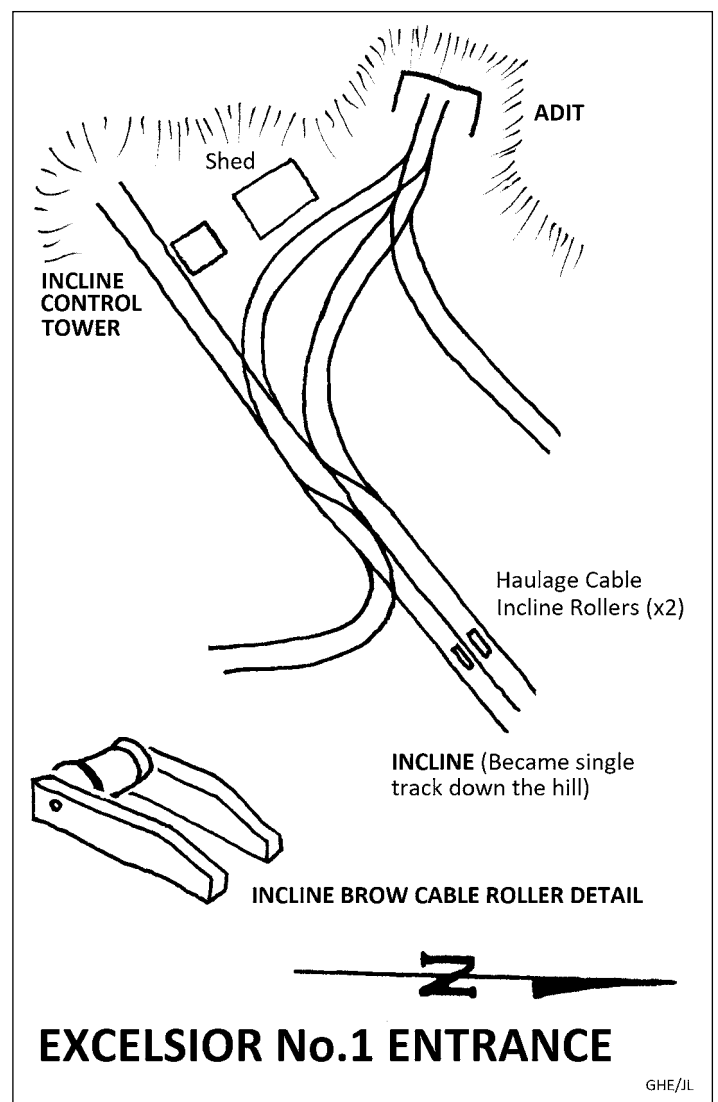 ADIT
Shed
INCLINE
CONTROL
TOWER
Haulage Cable
Incline Rollers (x2)
INCLINE (Became single
track down the hill)
INCLINE BROW CABLE ROLLER DETAIL
N
EXCELSIOR No.1 ENTRANCE
GHE/JL